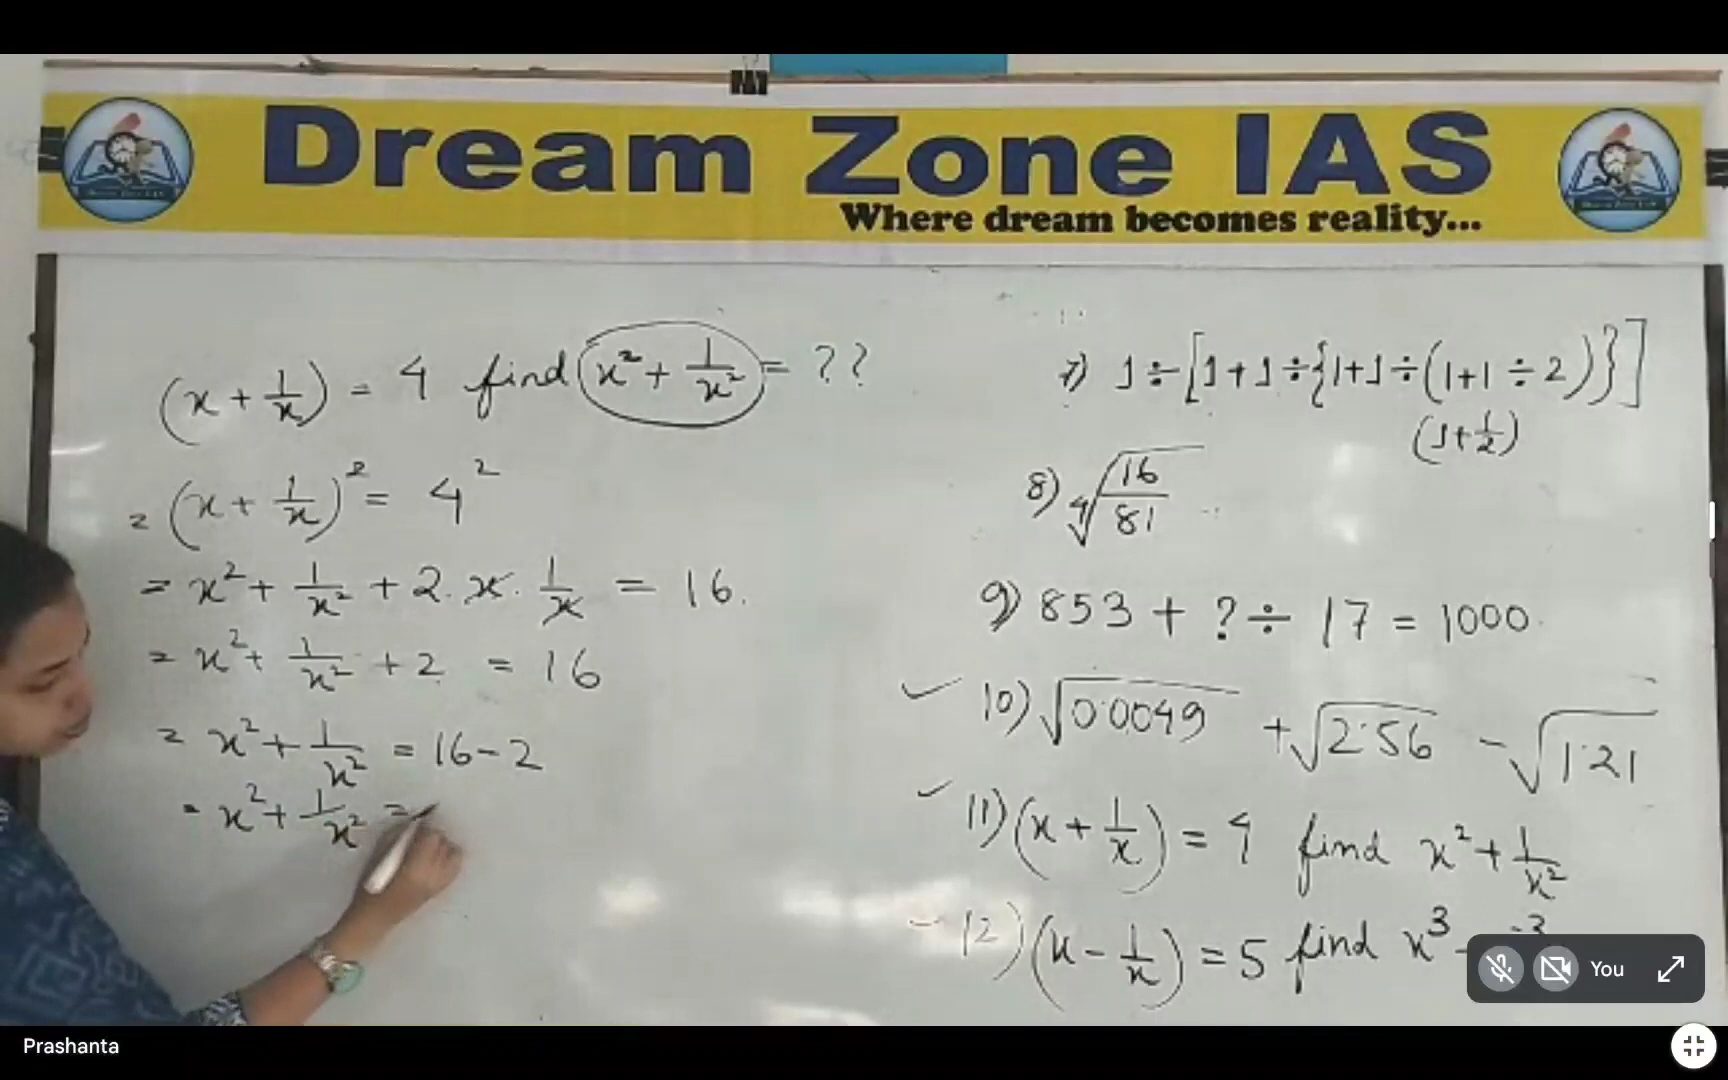 Dream Zone IAS
Where dream becomes reality...
(x + 1/x) = 4 find x² + 1/x² = ??
= (x + 1/x)² = 4²
= x² + 1/x² + 2.x. 1/x = 16.
= x² + 1/x² + 2 = 16
= x² + 1/x² = 16-2
= x² + 1/x² =
7) 1 ÷ [1+1÷{1+1÷(1+1÷2)}]
(1+1/2)
8) ∜16/81
9) 853 + ? ÷ 17 = 1000.
10) √0.0049 + √2.56 - √1.21
11) (x + 1/x) = 4 find x² + 1/x²
12) (x - 1/x) = 5 find x³ -
You
Prashanta